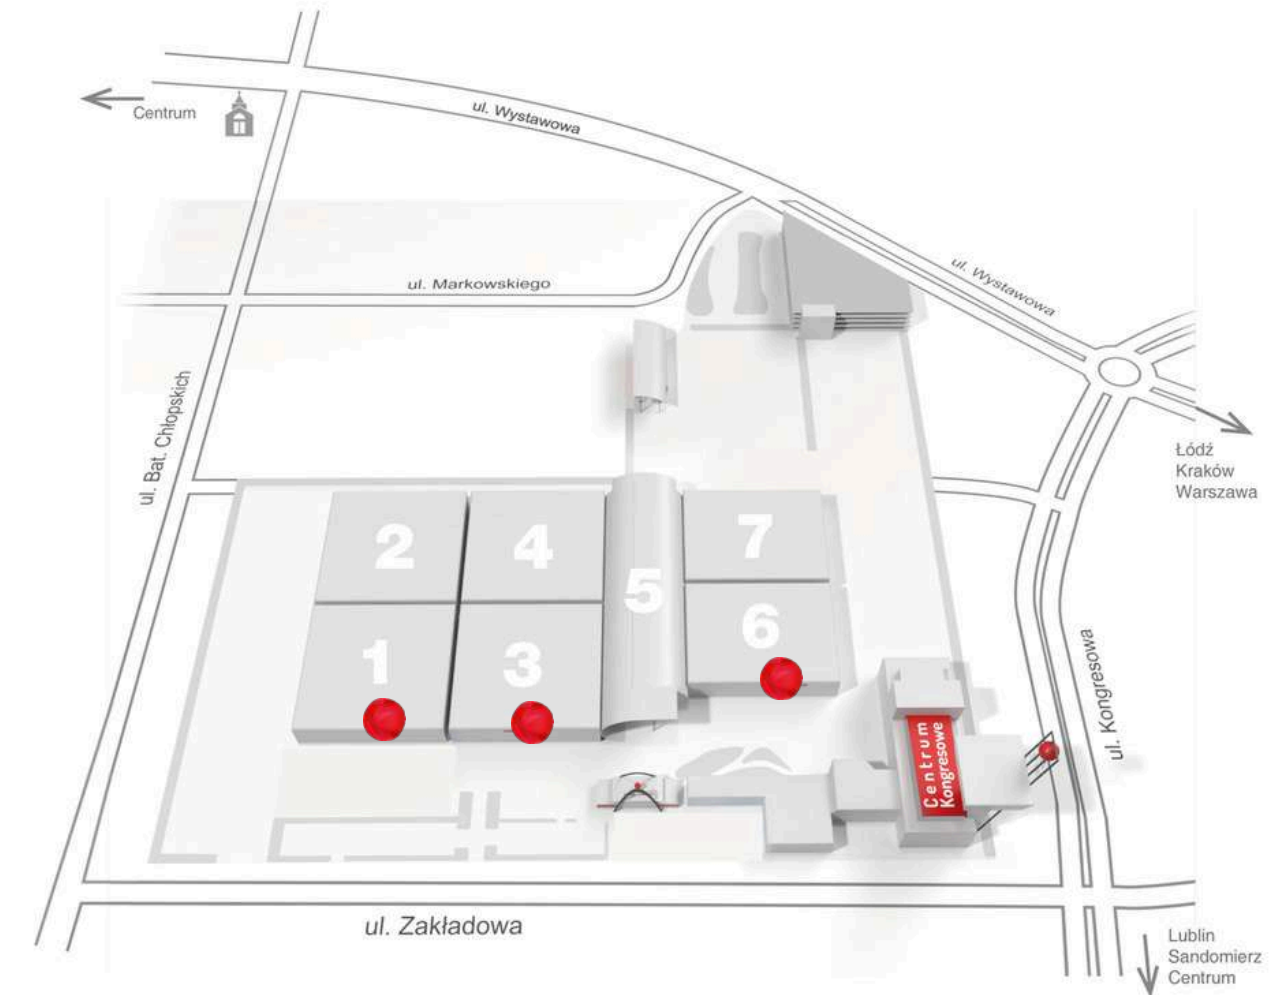 Centrum
ul. Wystawowa
ul. Wystawowa
ul. Markowskiego
ul. Bat. Chłopskich
Łódź
Kraków
Warszawa
2
4
7
5
6
1
3
ul. Kongresowa
Centrum
Kongresowe
ul. Zakładowa
Lublin
Sandomierz
Centrum